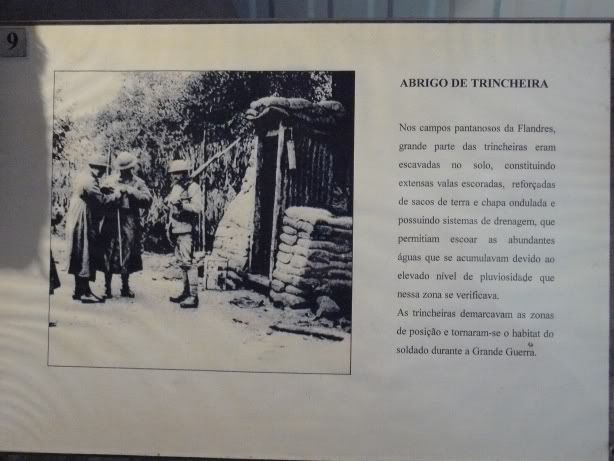 9
ABRIGO DE TRINCHEIRA
Nos campos pantanosos da Flandres,
grande parte das trincheiras eram
escavadas no solo, constituindo
extensas valas escoradas, reforçadas
de sacos de terra e chapa ondulada e
possuindo sistemas de drenagem, que
permitiam escoar as abundantes
águas que se acumulavam devido ao
elevado nível de pluviosidade que
nessa zona se verificava.
As trincheiras demarcavam as zonas
de posição e tornaram-se o habitat do
soldado durante a Grande Guerra.